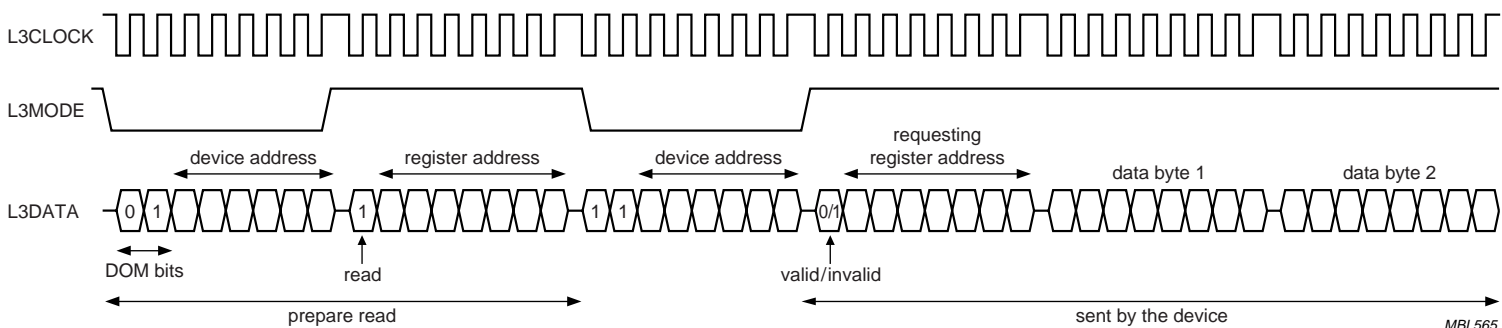 L3CLOCK
L3MODE
requesting
device address
register address
device address
register address
data byte 1
data byte 2
L3DATA
0
1
1
1
1
0/1
DOM bits
read
valid/invalid
prepare read
sent by the device
MBL565